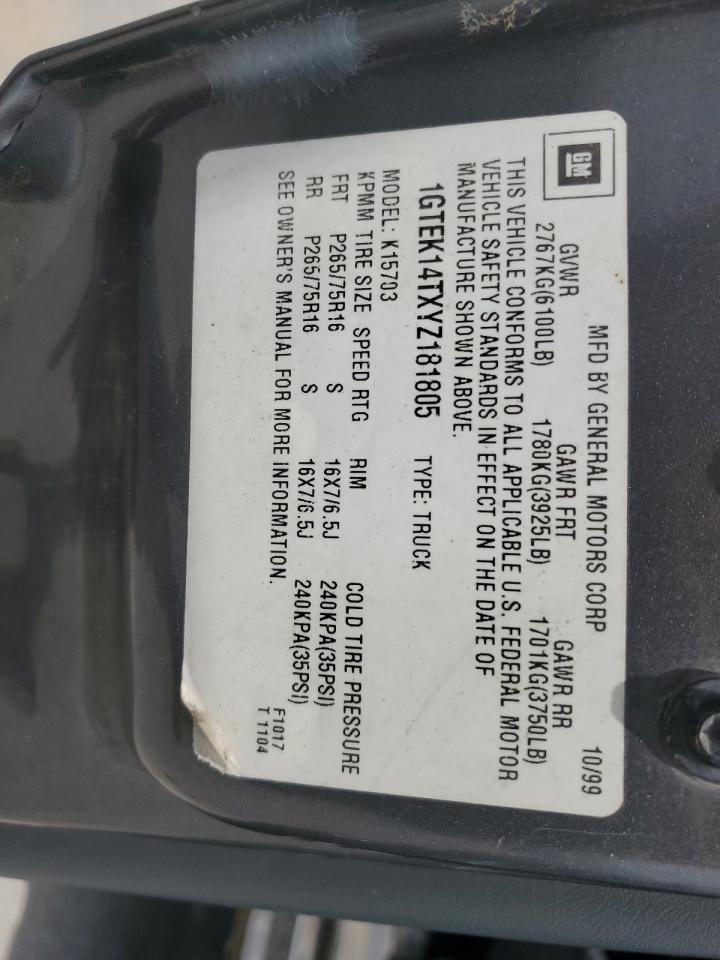 GM
MFD BY GENERAL MOTORS CORP 10/99
GVWR GAWR FRT GAWR RR
2767KG(6100LB) 1780KG(3925LB) 1701KG(3750LB)
THIS VEHICLE CONFORMS TO ALL APPLICABLE U.S. FEDERAL MOTOR
VEHICLE SAFETY STANDARDS IN EFFECT ON THE DATE OF
MANUFACTURE SHOWN ABOVE.
1GTEK14TXYZ181805 TYPE: TRUCK
MODEL: K15703
KPMM TIRE SIZE SPEED RTG RIM COLD TIRE PRESSURE
FRT P265/75R16 S 16X7/6.5J 240KPA(35PSI)
RR P265/75R16 S 16X7/6.5J 240KPA(35PSI)
SEE OWNER'S MANUAL FOR MORE INFORMATION.
F1017
T1104